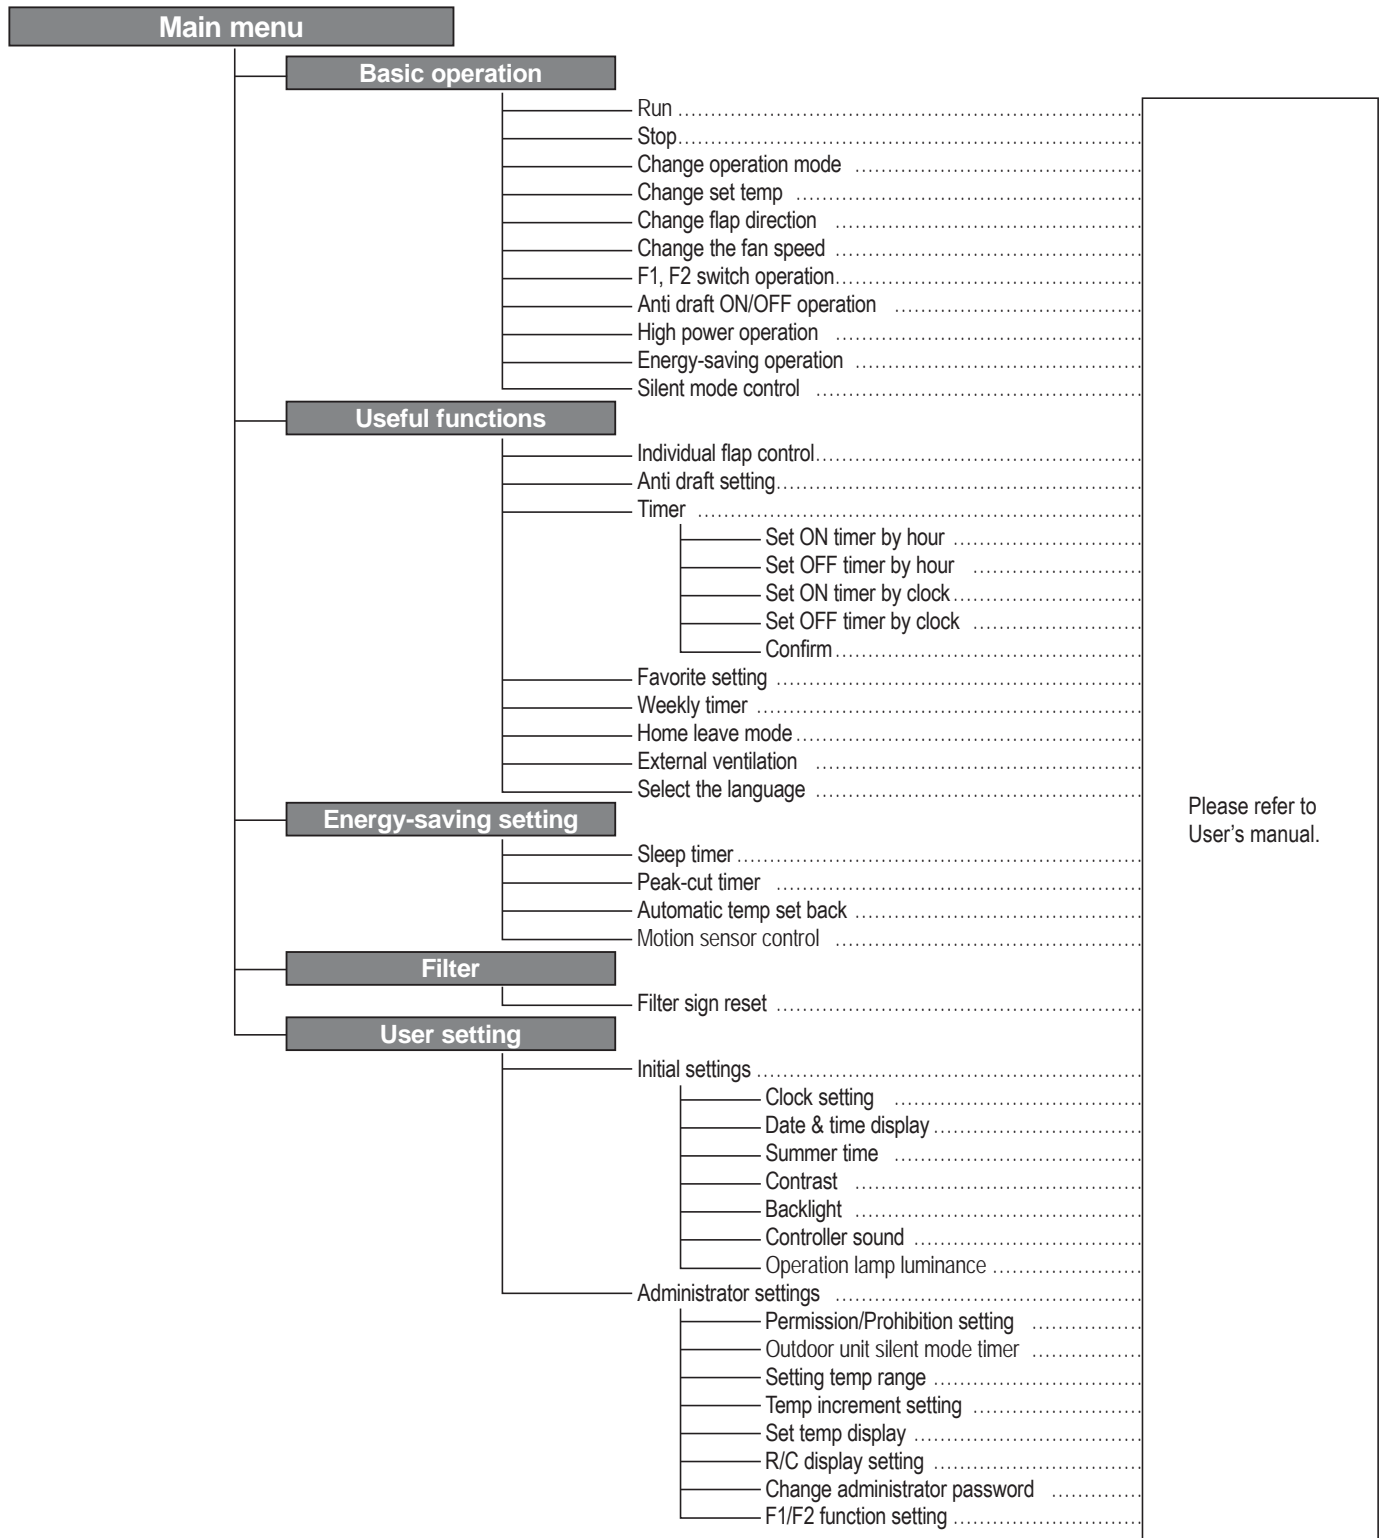 Main menu
Basic operation
Run
Stop
Change operation mode
Change set temp
Change flap direction
Change the fan speed
F1, F2 switch operation
Anti draft ON/OFF operation
High power operation
Energy-saving operation
Silent mode control
Useful functions
Individual flap control
Anti draft setting
Timer
Set ON timer by hour
Set OFF timer by hour
Set ON timer by clock
Set OFF timer by clock
Confirm
Favorite setting
Weekly timer
Home leave mode
External ventilation
Select the language
Energy-saving setting
Sleep timer
Peak-cut timer
Automatic temp set back
Motion sensor control
Filter
Filter sign reset
User setting
Initial settings
Clock setting
Date & time display
Summer time
Contrast
Backlight
Controller sound
Operation lamp luminance
Administrator settings
Permission/Prohibition setting
Outdoor unit silent mode timer
Setting temp range
Temp increment setting
Set temp display
R/C display setting
Change administrator password
F1/F2 function setting
Please refer to
User’s manual.